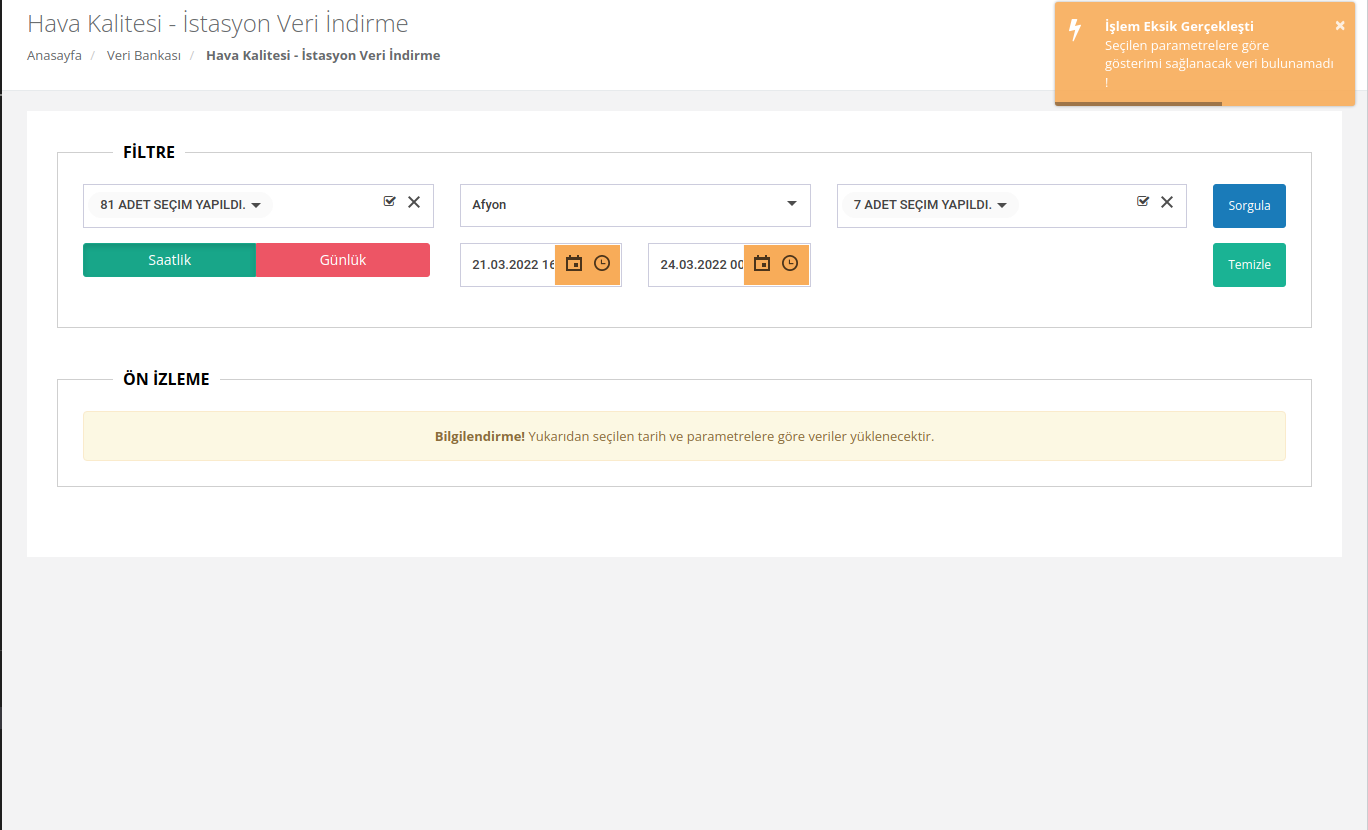 Hava Kalitesi - İstasyon Veri İndirme
Anasayfa / Veri Bankası / Hava Kalitesi - İstasyon Veri İndirme
İşlem Eksik Gerçekleşti
Seçilen parametrelere göre
gösterimi sağlanacak veri bulunamadı
!
FİLTRE
81 ADET SEÇIM YAPILDI.
Afyon
7 ADET SEÇIM YAPILDI.
Sorgula
Saatlik
Günlük
21.03.2022 16
24.03.2022 00
Temizle
ÖN İZLEME
Bilgilendirme! Yukarıdan seçilen tarih ve parametrelere göre veriler yüklenecektir.